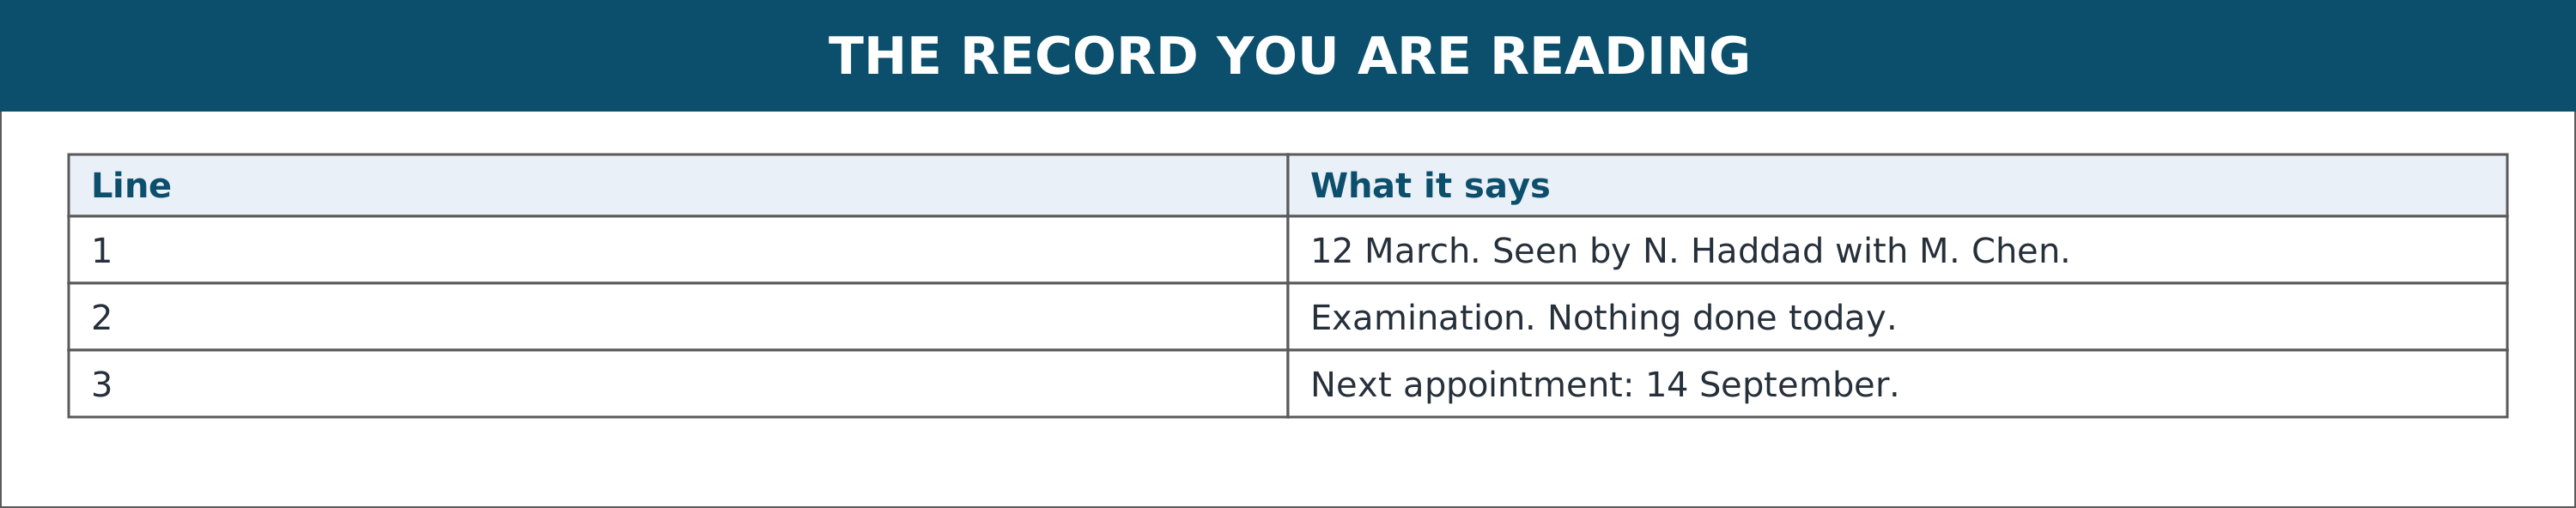 THE RECORD YOU ARE READING
Line What it says
1 12 March. Seen by N. Haddad with M. Chen.
2 Examination. Nothing done today.
3 Next appointment: 14 September.